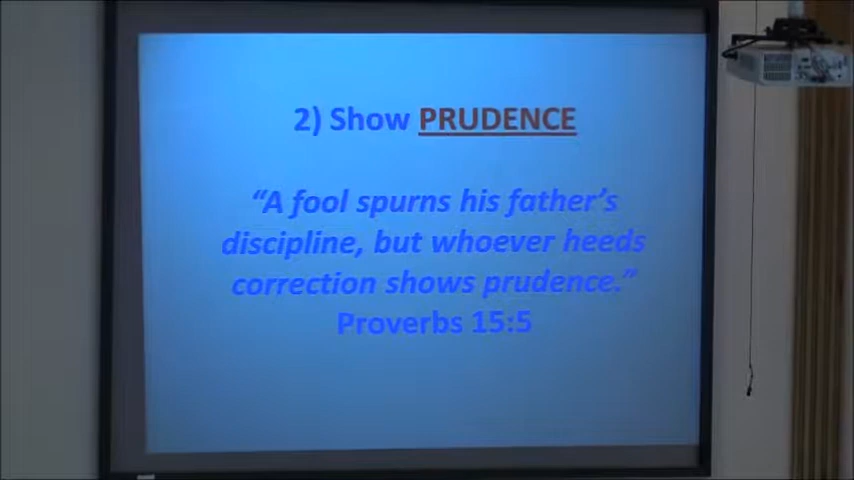 2) Show PRUDENCE
“A fool spurns his father’s
discipline, but whoever heeds
correction shows prudence.”
Proverbs 15:5